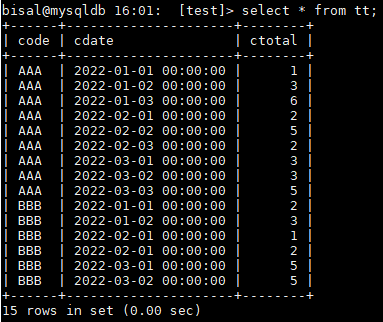 bisal@mysqldb 16:01:  [test]> select * from tt;
+------+---------------------+--------+
| code | cdate               | ctotal |
+------+---------------------+--------+
| AAA  | 2022-01-01 00:00:00 |      1 |
| AAA  | 2022-01-02 00:00:00 |      3 |
| AAA  | 2022-01-03 00:00:00 |      6 |
| AAA  | 2022-02-01 00:00:00 |      2 |
| AAA  | 2022-02-02 00:00:00 |      5 |
| AAA  | 2022-02-03 00:00:00 |      2 |
| AAA  | 2022-03-01 00:00:00 |      3 |
| AAA  | 2022-03-02 00:00:00 |      3 |
| AAA  | 2022-03-03 00:00:00 |      5 |
| BBB  | 2022-01-01 00:00:00 |      2 |
| BBB  | 2022-01-02 00:00:00 |      3 |
| BBB  | 2022-02-01 00:00:00 |      1 |
| BBB  | 2022-02-01 00:00:00 |      2 |
| BBB  | 2022-03-01 00:00:00 |      5 |
| BBB  | 2022-03-02 00:00:00 |      5 |
+------+---------------------+--------+
15 rows in set (0.00 sec)